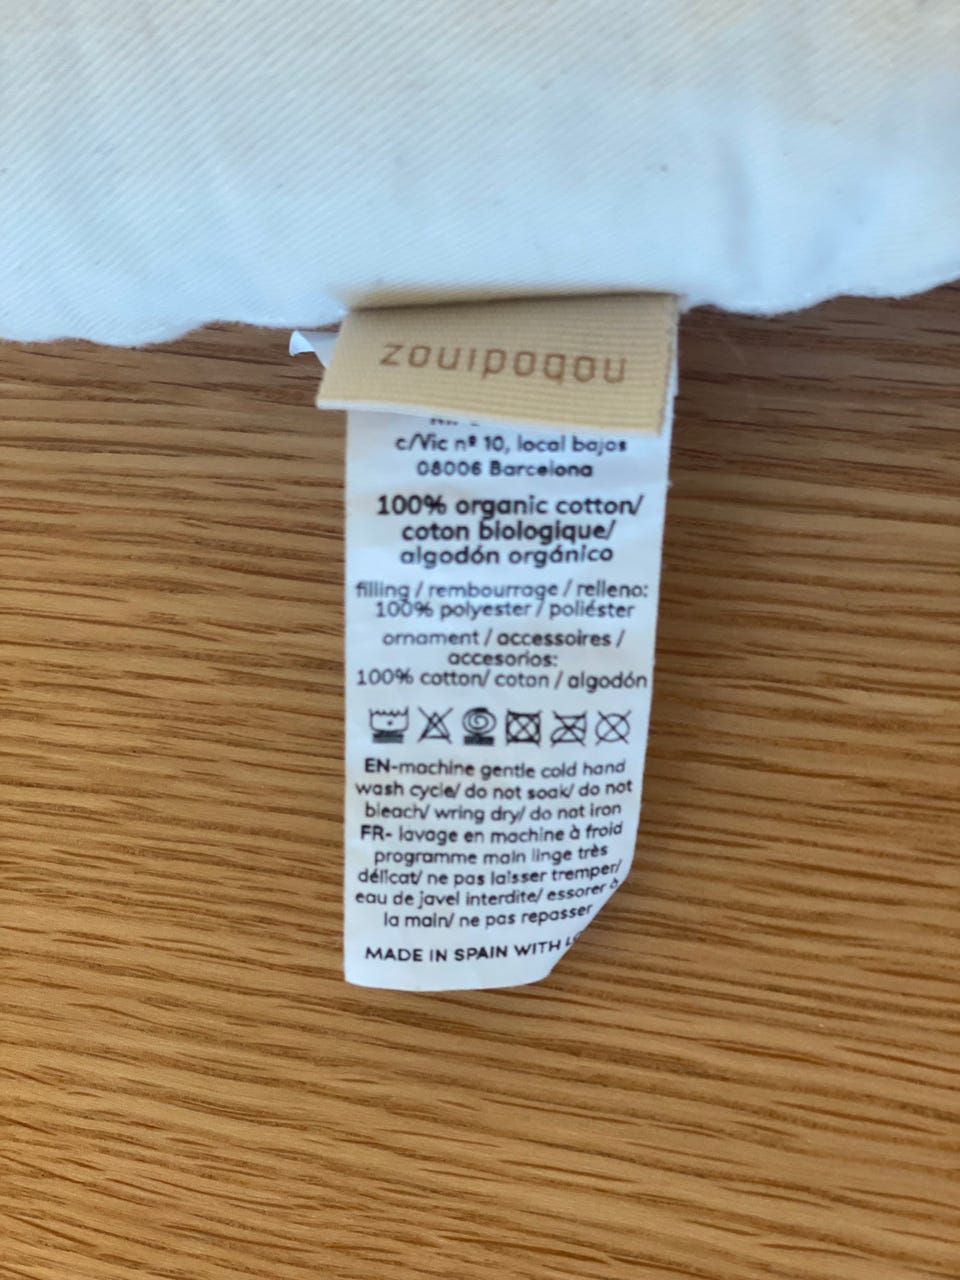 nobodinoz
c/Vic nº 10, local bajos
08006 Barcelona
100% organic cotton/
coton biologique/
algodón orgánico
filling / rembourrage / relleno:
100% polyester / poliéster
ornament / accessoires /
accesorios:
100% cotton/ coton / algodón
EN-machine gentle cold hand
wash cycle/ do not soak/ do not
bleach/ wring dry/ do not iron
FR- lavage en machine à froid
programme main linge très
délicat/ ne pas laisser tremper/
eau de javel interdite/ essorer à
la main/ ne pas repasser
MADE IN SPAIN WITH